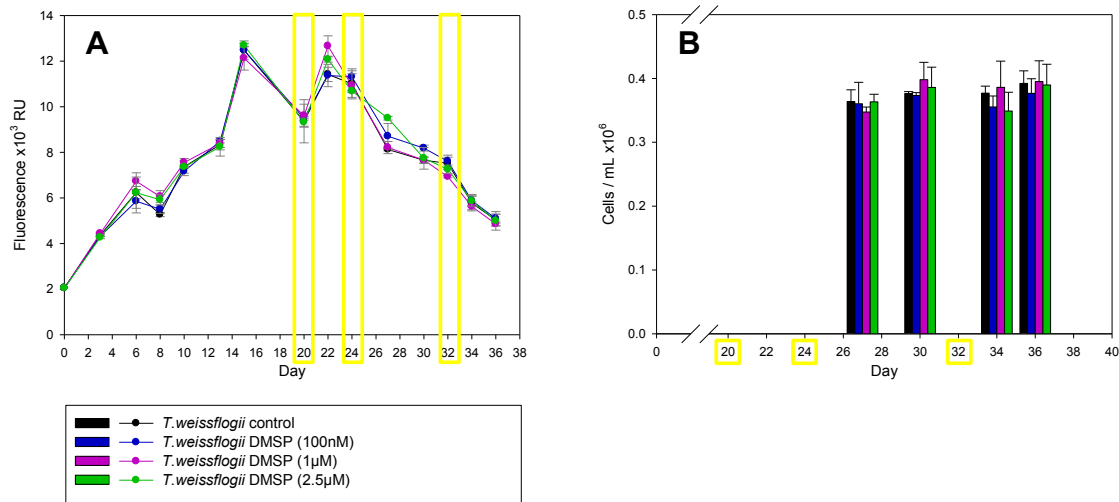 A
14
12
10
8
6
4
2
0
Fluorescence x10³ RU
0 2 4 6 8 10 12 14 16 18 20 22 24 26 28 30 32 34 36 38
Day
B
0.5
0.4
0.3
0.2
0.1
0.0
Cells / mL x10⁶
0 20 22 24 26 28 30 32 34 36 38 40
Day
T.weissflogii control
T.weissflogii DMSP (100nM)
T.weissflogii DMSP (1µM)
T.weissflogii DMSP (2.5µM)